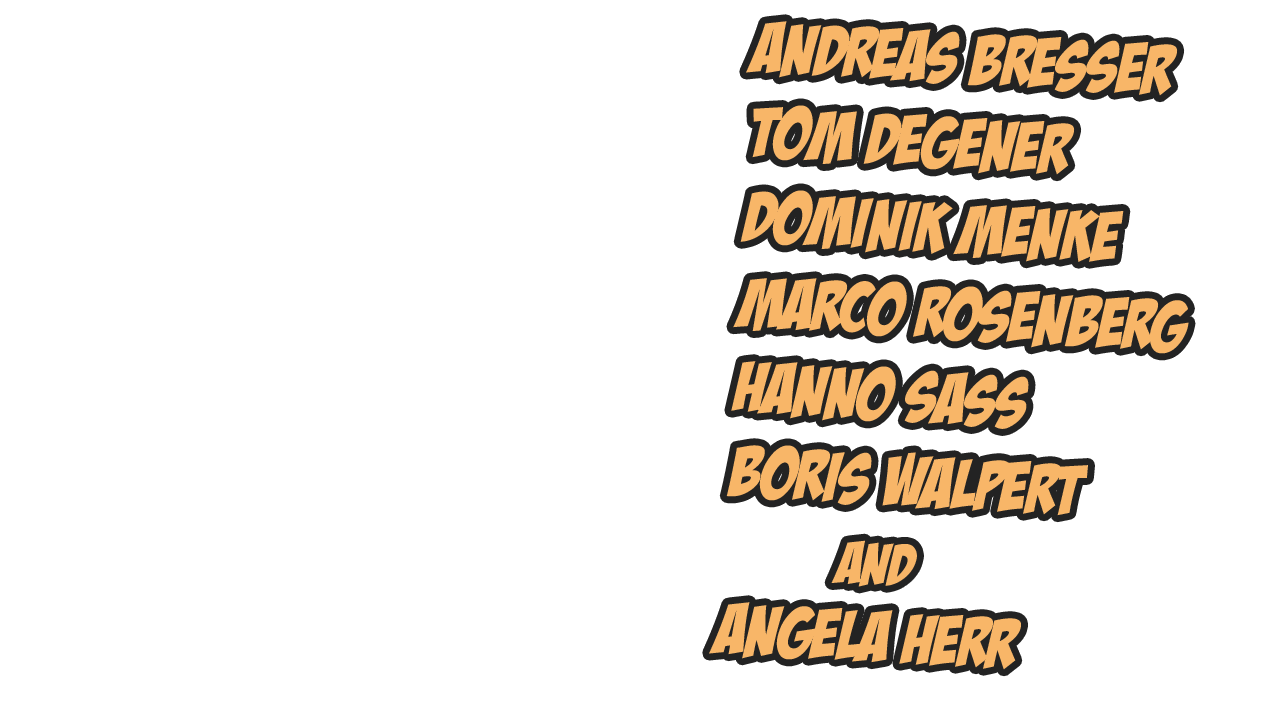 ANDREAS BRESSER
TOM DEGENER
DOMINIK MENKE
MARCO ROSENBERG
HANNO SASS
BORIS WALPERT
AND
ANGELA HERR